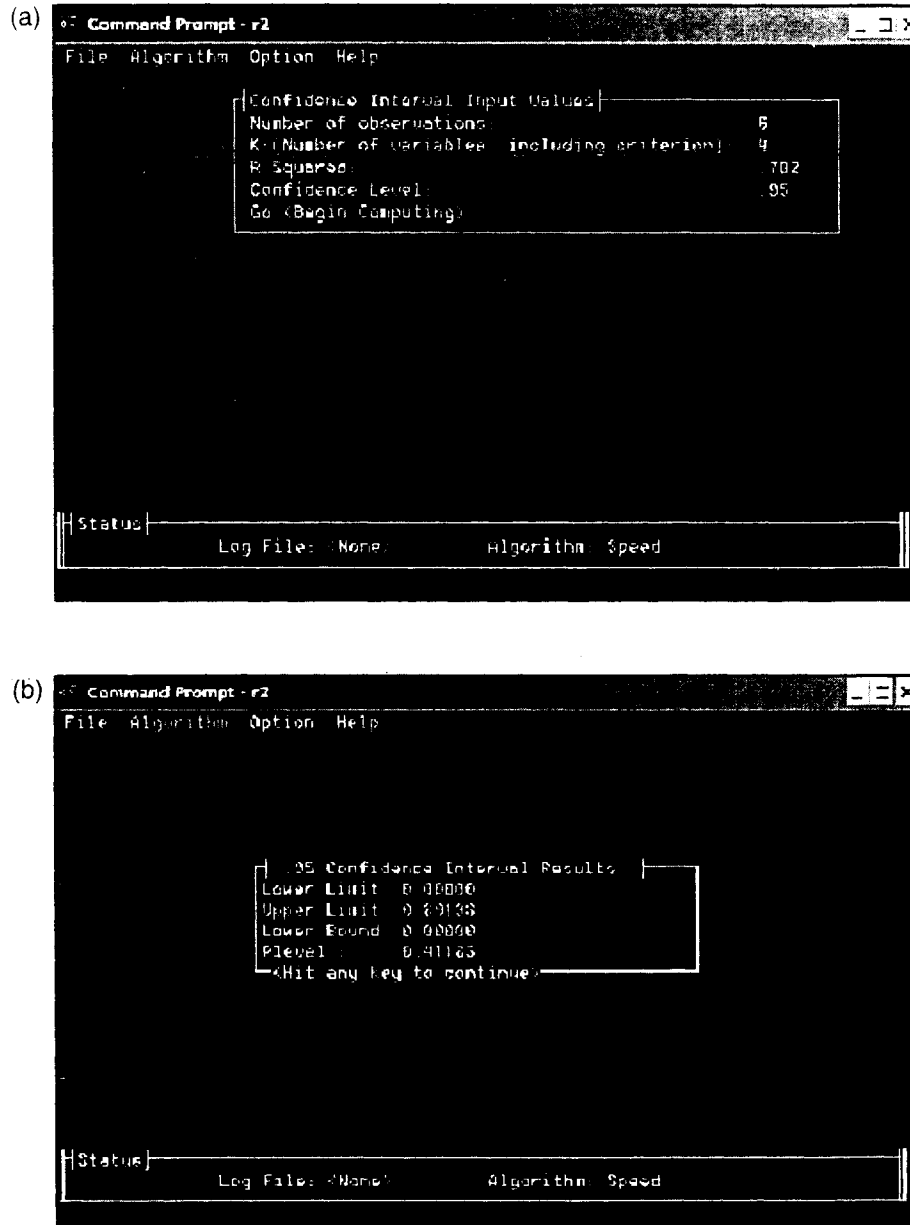 (a)
Command Prompt - r2
File Algorithm Option Help
Confidence Interval Input Values
Number of observations: 6
K (Number of variables including criterion): 4
R Squared: .702
Confidence Level: .95
Go <Begin Computing>
Status
Log File: <None> Algorithm: Speed
(b)
Command Prompt - r2
File Algorithm Option Help
.95 Confidence Interval Results
Lower Limit 0.00000
Upper Limit
Lower Bound 0.00000
Plevel :
<Hit any key to continue>
Status
Log File: <None> Algorithm: Speed